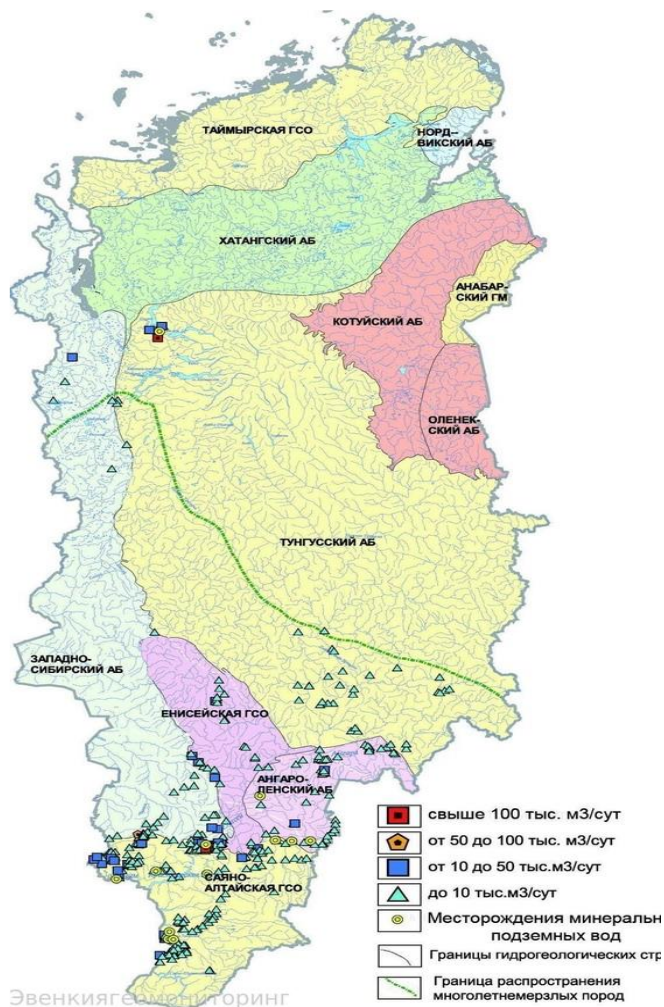 ТАЙМЫРСКАЯ ГСО
НОРД--
ВИКСКИЙ АБ
ХАТАНГСКИЙ АБ
АНАБАР-
СКИЙ ГМ
КОТУЙСКИЙ АБ
ОЛЕНЕК-
СКИЙ АБ
ТУНГУССКИЙ АБ
ЗАПАДНО-
СИБИРСКИЙ АБ
ЕНИСЕЙСКАЯ ГСО
АНГАРО-
ЛЕНСКИЙ АБ
САЯНО-
АЛТАЙСКАЯ ГСО
свыше 100 тыс. м3/сут
от 50 до 100 тыс. м3/сут
от 10 до 50 тыс.м3/сут
до 10 тыс.м3/сут
Месторождения минеральн
подземных вод
Границы гидрогеологических стр
Граница распространения
многолетнемерзлых пород
Эвенкиягеомониторинг